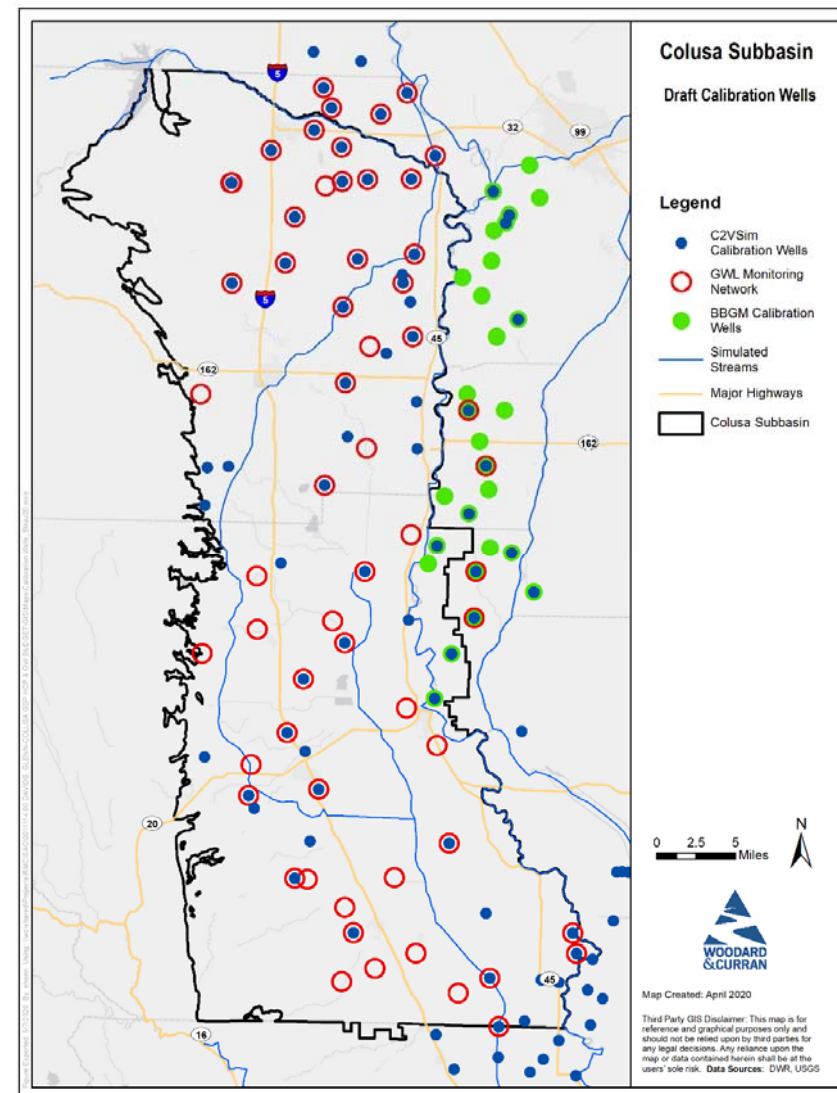 Colusa Subbasin
Draft Calibration Wells
Legend
C2VSim
Calibration Wells
GWL Monitoring
Network
BBGM Calibration
Wells
Simulated
Streams
Major Highways
Colusa Subbasin
5
32
99
5
45
162
162
20
45
16
N
0 2.5 5
Miles
WOODARD
&CURRAN
Map Created: April 2020
Third Party GIS Disclaimer: This map is for
reference and graphical purposes only and
should not be relied upon by third parties for
any legal decisions. Any reliance upon the
map or data contained herein shall be at the
users' sole risk. Data Sources: DWR, USGS